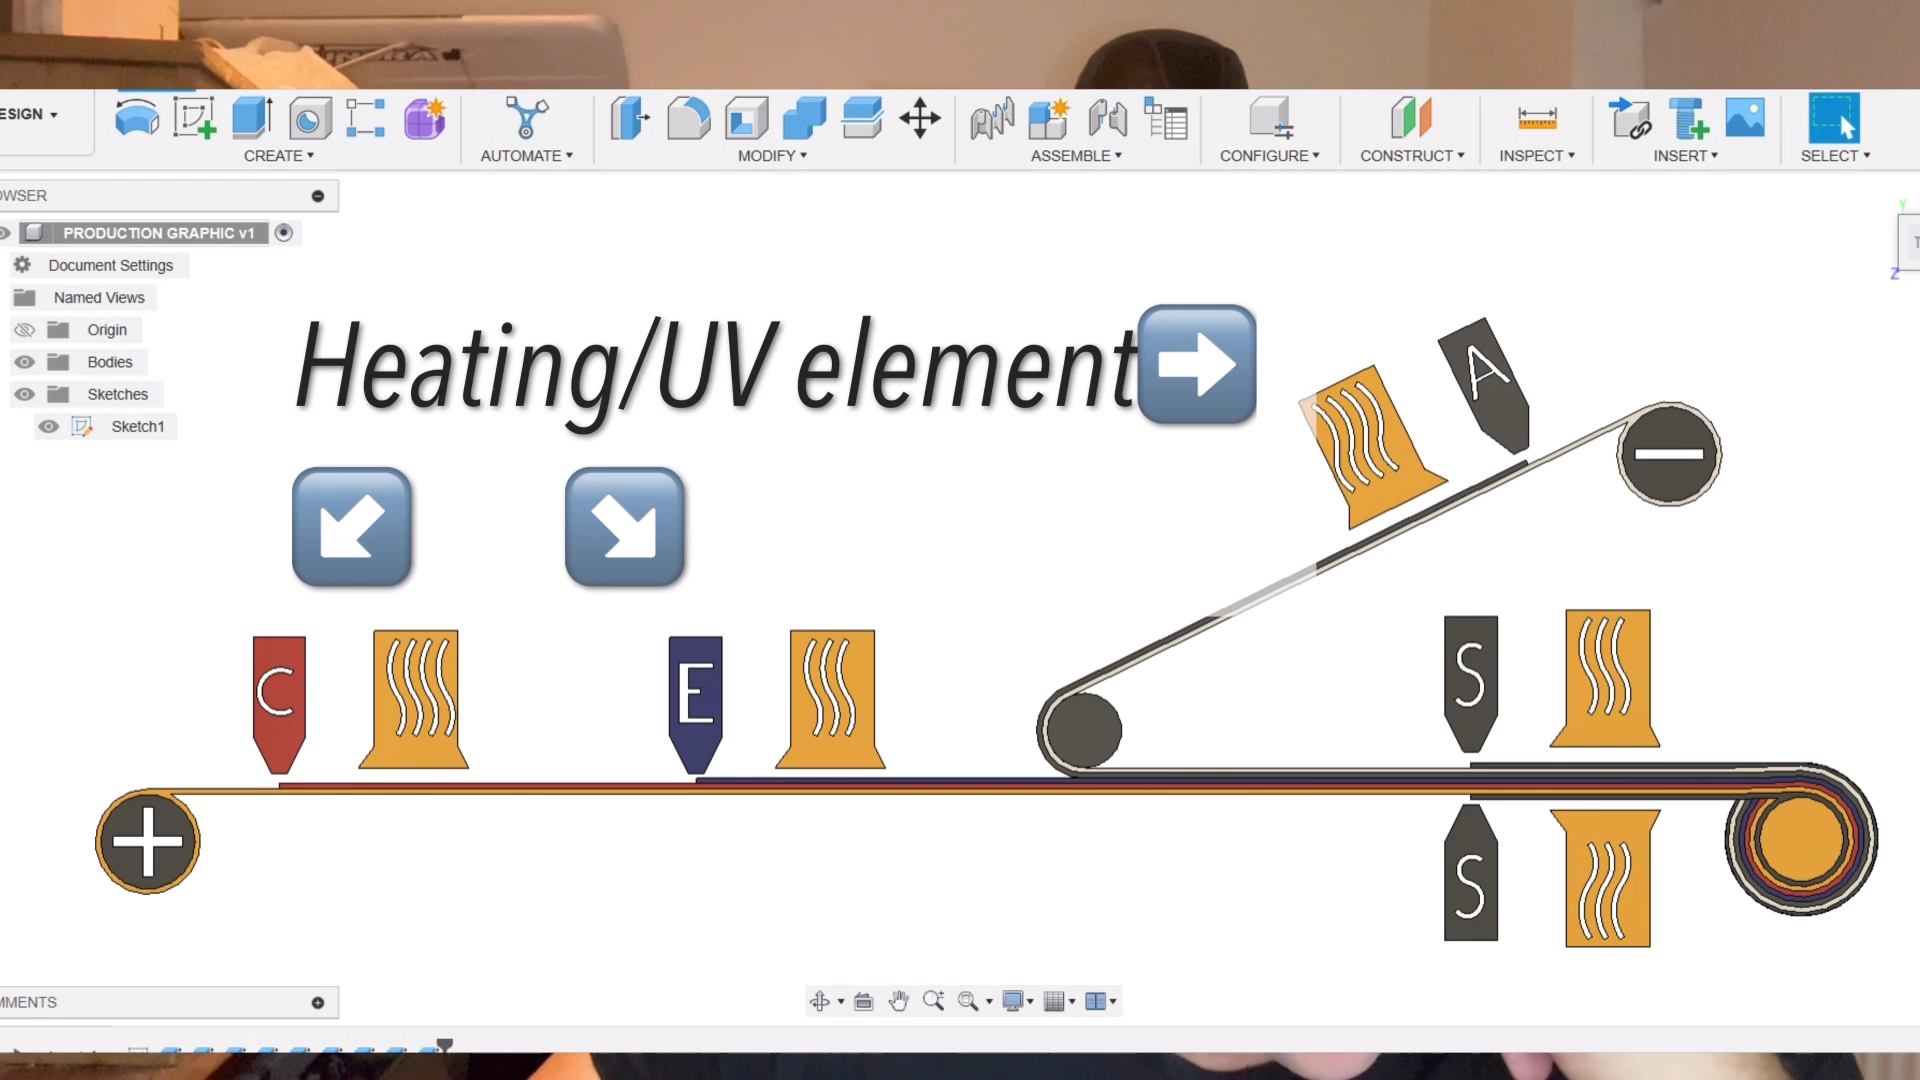 ESIGN
CREATE
AUTOMATE
MODIFY
ASSEMBLE
CONFIGURE
CONSTRUCT
INSPECT
INSERT
SELECT
OWSER
PRODUCTION GRAPHIC v1
Document Settings
Named Views
Origin
Bodies
Sketches
Sketch1
Y
T
Z
Heating/UV element
A
C
E
S
S
MMENTS